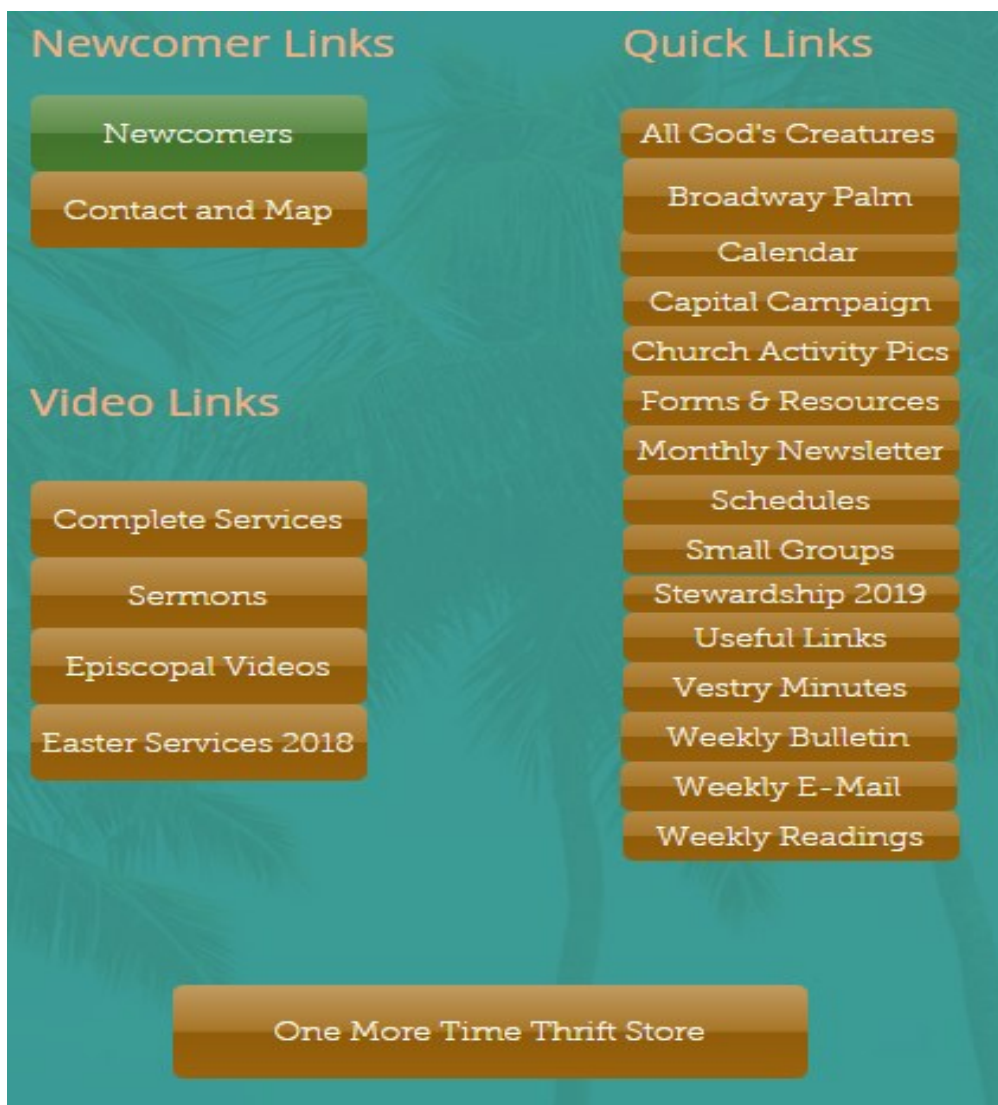 Newcomer Links
Newcomers
Contact and Map
Video Links
Complete Services
Sermons
Episcopal Videos
Easter Services 2018
Quick Links
All God's Creatures
Broadway Palm
Calendar
Capital Campaign
Church Activity Pics
Forms & Resources
Monthly Newsletter
Schedules
Small Groups
Stewardship 2019
Useful Links
Vestry Minutes
Weekly Bulletin
Weekly E-Mail
Weekly Readings
One More Time Thrift Store